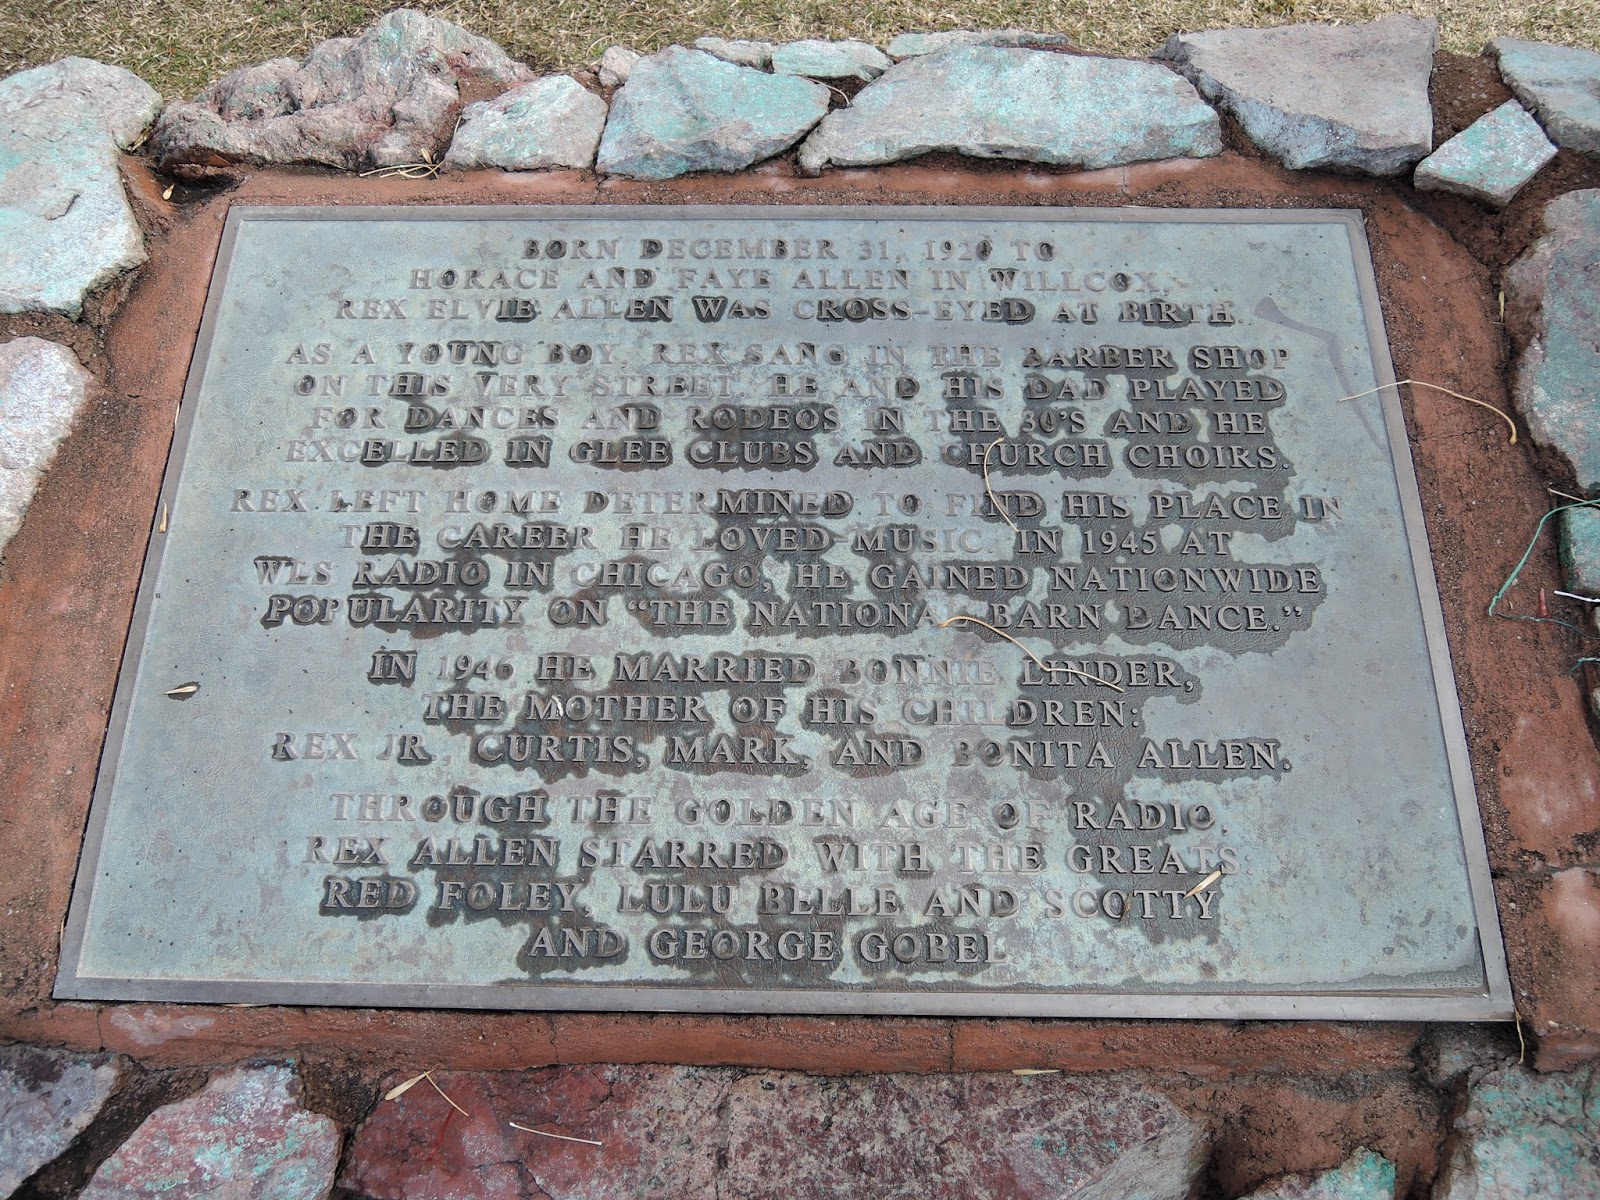 BORN DECEMBER 31, 1920 TO
HORACE AND FAYE ALLEN IN WILLCOX,
REX ELVIE ALLEN WAS CROSS-EYED AT BIRTH.
AS A YOUNG BOY, REX SANG IN THE BARBER SHOP
ON THIS VERY STREET. HE AND HIS DAD PLAYED
FOR DANCES AND RODEOS IN THE 30'S AND HE
EXCELLED IN GLEE CLUBS AND CHURCH CHOIRS.
REX LEFT HOME DETERMINED TO FIND HIS PLACE IN
THE CAREER HE LOVED-MUSIC. IN 1945 AT
WLS RADIO IN CHICAGO, HE GAINED NATIONWIDE
POPULARITY ON "THE NATIONAL BARN DANCE."
IN 1946 HE MARRIED BONNIE LINDER,
THE MOTHER OF HIS CHILDREN:
REX JR., CURTIS, MARK, AND BONITA ALLEN.
THROUGH THE GOLDEN AGE OF RADIO,
REX ALLEN STARRED WITH THE GREATS:
RED FOLEY, LULU BELLE AND SCOTTY
AND GEORGE GOBEL